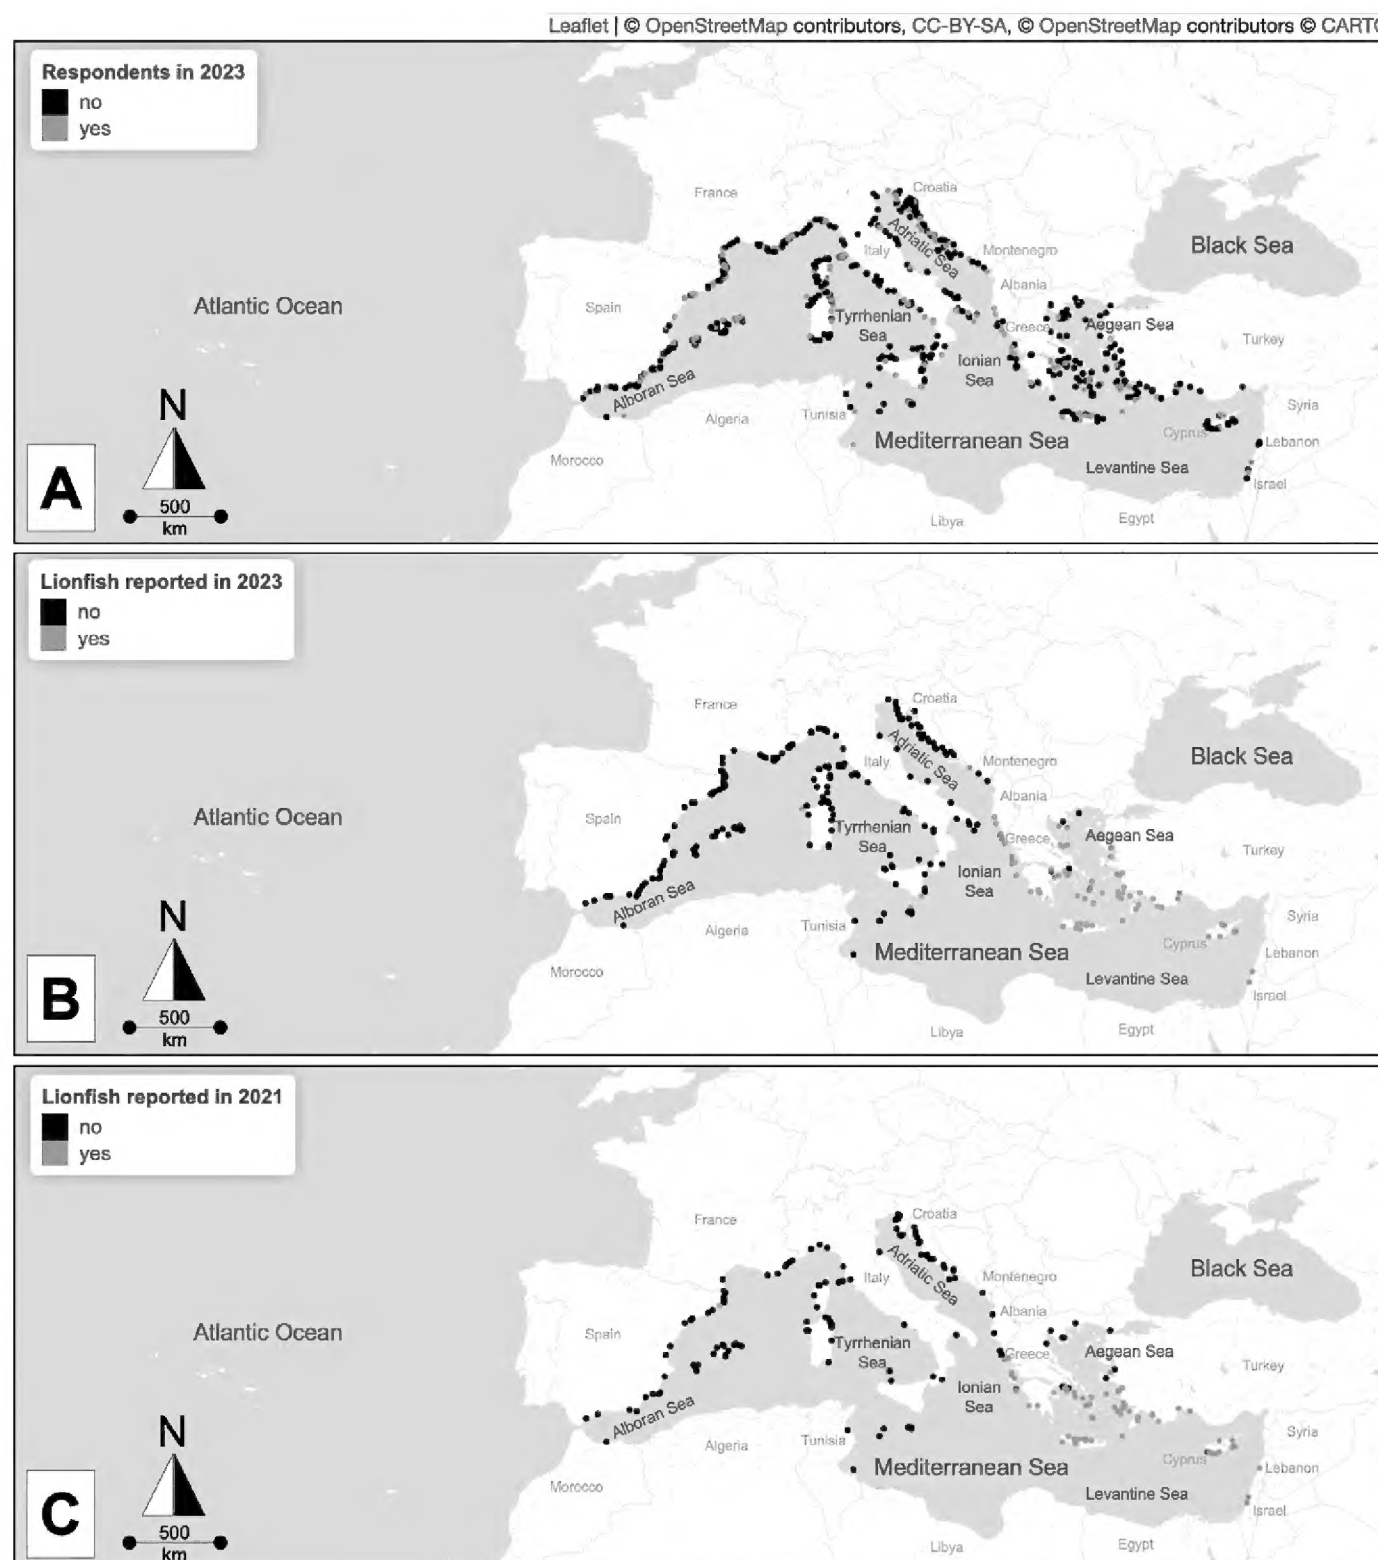 Leaflet | © OpenStreetMap contributors, CC-BY-SA, © OpenStreetMap contributors © CARTO
Respondents in 2023
no
yes
France
Croatia
Adriatic Sea
Italy
Montenegro
Black Sea
Albania
Atlantic Ocean
Spain
Tyrrhenian
Sea
Greece
Aegean Sea
Turkey
Ionian
Sea
Alboran Sea
N
Algeria
Tunisia
Syria
Mediterranean Sea
Cyprus
Lebanon
Morocco
Levantine Sea
Israel
A
500
km
Libya
Egypt
Lionfish reported in 2023
no
yes
France
Croatia
Adriatic Sea
Italy
Montenegro
Black Sea
Albania
Atlantic Ocean
Spain
Tyrrhenian
Sea
Greece
Aegean Sea
Turkey
Ionian
Sea
Alboran Sea
N
Algeria
Tunisia
Syria
Mediterranean Sea
Cyprus
Lebanon
Morocco
Levantine Sea
Israel
B
500
km
Libya
Egypt
Lionfish reported in 2021
no
yes
France
Croatia
Adriatic Sea
Italy
Montenegro
Black Sea
Albania
Atlantic Ocean
Spain
Tyrrhenian
Sea
Greece
Aegean Sea
Turkey
Ionian
Sea
Alboran Sea
N
Algeria
Tunisia
Syria
Mediterranean Sea
Cyprus
Lebanon
Morocco
Levantine Sea
Israel
C
500
km
Libya
Egypt